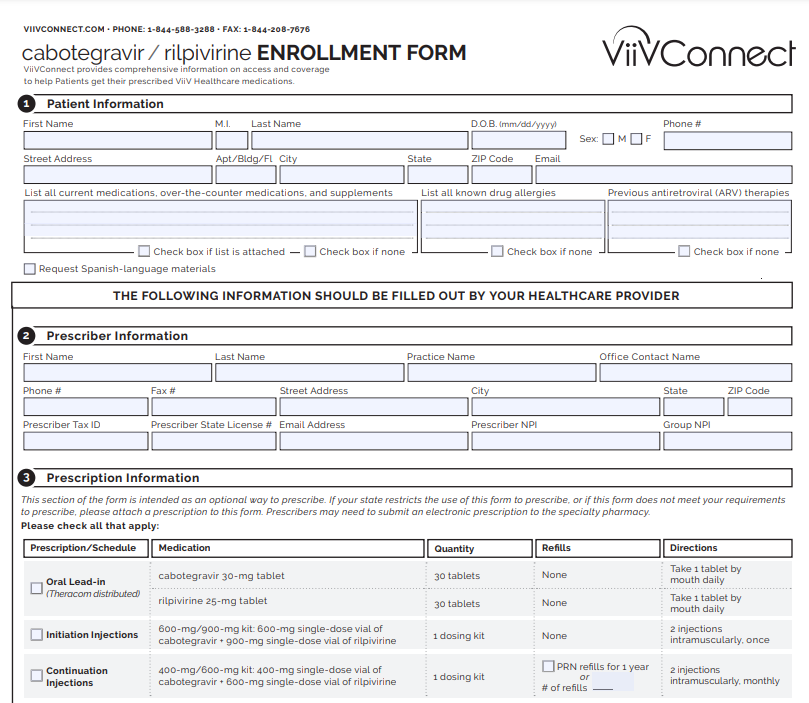 VIIVCONNECT.COM • PHONE: 1-844-588-3288 • FAX: 1-844-208-7676
cabotegravir / rilpivirine ENROLLMENT FORM
ViiVConnect provides comprehensive information on access and coverage
to help Patients get their prescribed ViiV Healthcare medications.
ViiVConnect
1 Patient Information
First Name M.I. Last Name D.O.B. (mm/dd/yyyy) Sex: M F Phone #
Street Address Apt/Bldg/Fl City State ZIP Code Email
List all current medications, over-the-counter medications, and supplements List all known drug allergies Previous antiretroviral (ARV) therapies
Check box if list is attached Check box if none Check box if none Check box if none
Request Spanish-language materials
THE FOLLOWING INFORMATION SHOULD BE FILLED OUT BY YOUR HEALTHCARE PROVIDER
2 Prescriber Information
First Name Last Name Practice Name Office Contact Name
Phone # Fax # Street Address City State ZIP Code
Prescriber Tax ID Prescriber State License # Email Address Prescriber NPI Group NPI
3 Prescription Information
This section of the form is intended as an optional way to prescribe. If your state restricts the use of this form to prescribe, or if this form does not meet your requirements
to prescribe, please attach a prescription to this form. Prescribers may need to submit an electronic prescription to the specialty pharmacy.
Please check all that apply:
Prescription/Schedule Medication Quantity Refills Directions
Oral Lead-in
(Theracom distributed)
cabotegravir 30-mg tablet 30 tablets None Take 1 tablet by
mouth daily
rilpivirine 25-mg tablet 30 tablets None Take 1 tablet by
mouth daily
Initiation Injections
600-mg/900-mg kit: 600-mg single-dose vial of
cabotegravir + 900-mg single-dose vial of rilpivirine
1 dosing kit None 2 injections
intramuscularly, once
Continuation
Injections
400-mg/600-mg kit: 400-mg single-dose vial of
cabotegravir + 600-mg single-dose vial of rilpivirine
1 dosing kit
PRN refills for 1 year
or
# of refills
2 injections
intramuscularly, monthly